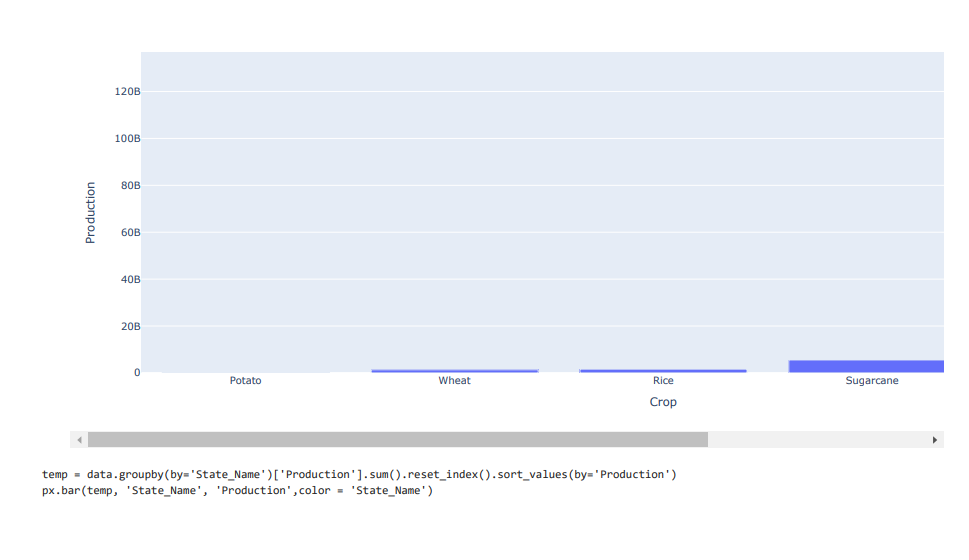 120B
100B
80B
60B
40B
20B
0
Production
Potato Wheat Rice Sugarcane
Crop
temp = data.groupby(by='State_Name')['Production'].sum().reset_index().sort_values(by='Production')
px.bar(temp, 'State_Name', 'Production',color = 'State_Name')